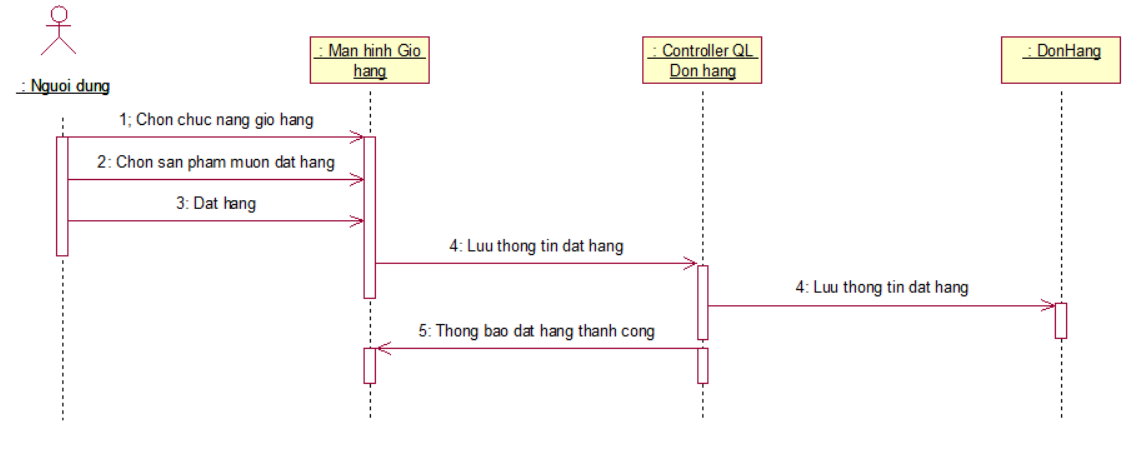 : Nguoi dung
: Man hinh Gio
hang
: Controller QL
Don hang
: DonHang
1; Chon chuc nang gio hang
2: Chon san pham muon dat hang
3: Dat hang
4: Luu thong tin dat hang
4: Luu thong tin dat hang
5: Thong bao dat hang thanh cong